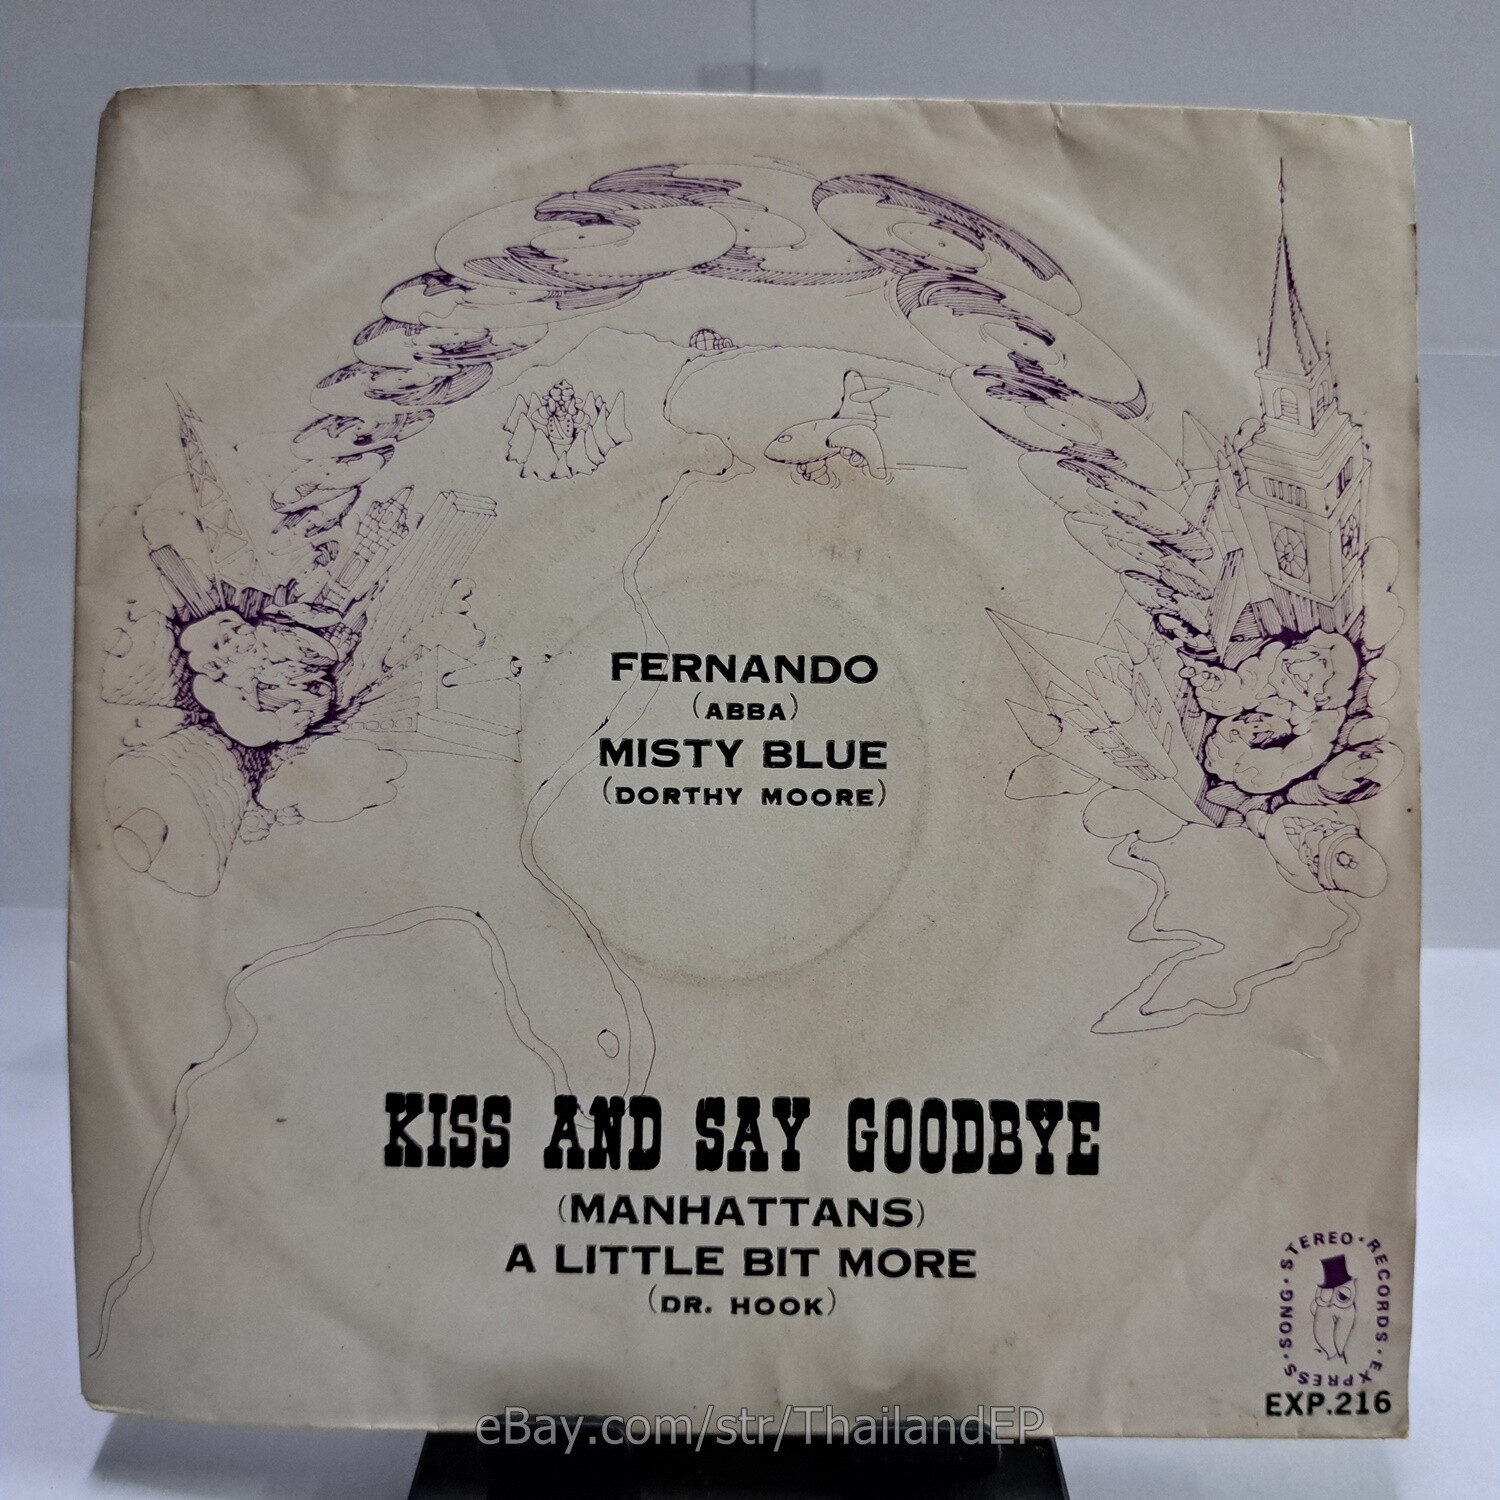 FERNANDO
(ABBA)
MISTY BLUE
(DORTHY MOORE)
KISS AND SAY GOODBYE
(MANHATTANS)
A LITTLE BIT MORE
(DR. HOOK)
EXPRESS · SONG · STEREO · RECORDS ·
EXP.216
eBay.com/str/ThailandEP